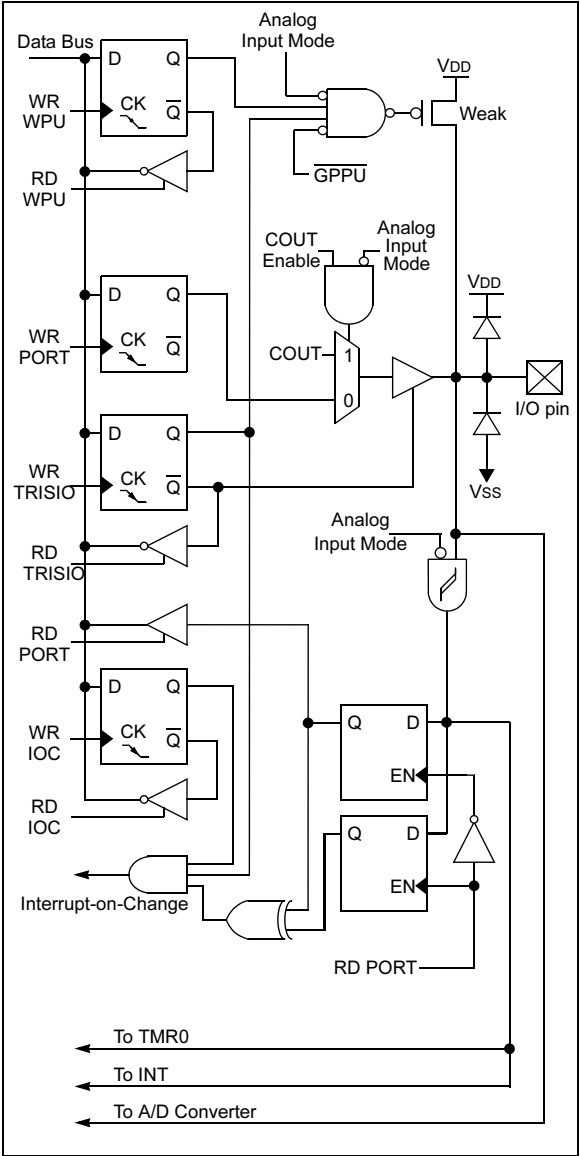 Analog
Input Mode
Data Bus
D Q
VDD
WR
WPU
CK
Q
Weak
RD
WPU
GPPU
COUT
Enable
Analog
Input
Mode
D Q
VDD
WR
PORT
CK
Q
COUT
1
0
I/O pin
D Q
WR
TRISIO
CK
Q
VSS
Analog
Input Mode
RD
TRISIO
RD
PORT
D Q
Q D
WR
IOC
CK
Q
EN
RD
IOC
Q D
EN
Interrupt-on-Change
RD PORT
To TMR0
To INT
To A/D Converter